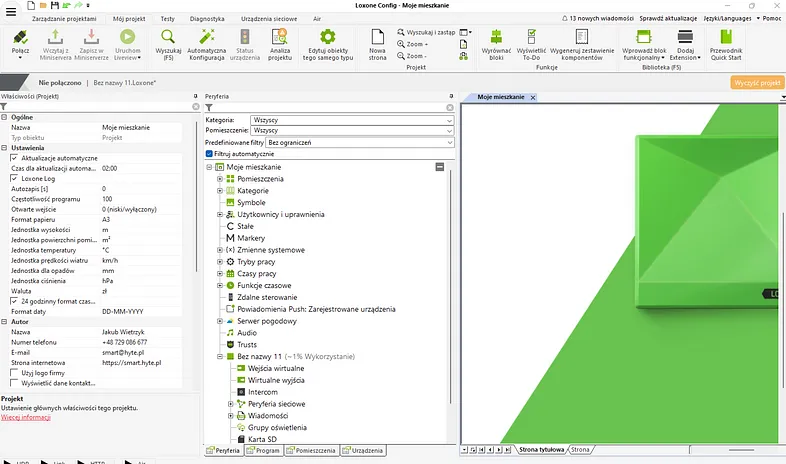 Loxone Config - Moje mieszkanie
Zarządzanie projektami
Mój projekt
Testy
Diagnostyka
Urządzenia sieciowe
Air
13 nowych wiadomości
Sprawdź aktualizacje
Języki/Languages
Pomoc
Połącz
Wczytaj z Miniservera
Zapisz w Miniserverze
Uruchom Liveview
Wyszukaj (F5)
Automatyczna Konfiguracja
Status urządzenia
Analiza projektu
Edytuj obiekty tego samego typu
Nowa strona
Wyszukaj i zastąp
Zoom +
Zoom -
Projekt
Wyrównać bloki
Wyświetlić To-Do
Wygeneruj zestawienie komponentów
Funkcje
Wprowadź blok funkcjonalny
Dodaj Extension
Biblioteka (F5)
Przewodnik Quick Start
Nie połączono | Bez nazwy 11.Loxone*
Wyczyść projekt
Właściwości (Projekt)
Ogólne
Nazwa Moje mieszkanie
Typ obiektu Projekt
Ustawienia
Aktualizacje automatyczne
Czas dla aktualizacji automa... 02:00
Loxone Log
Autozapis [s] 0
Częstotliwość programu 100
Otwarte wejście 0 (niski/wyłączony)
Format papieru A3
Jednostka wysokości m
Jednostka powierzchni pomi... m²
Jednostka temperatury °C
Jednostka prędkości wiatru km/h
Jednostka dla opadów mm
Jednostka ciśnienia hPa
Waluta zł
24 godzinny format czas...
Format daty DD-MM-YYYY
Autor
Nazwa Jakub Wietrzyk
Numer telefonu +48 729 086 677
E-mail smart@hyte.pl
Strona internetowa https://smart.hyte.pl
Użyj logo firmy
Wyświetlić dane kontakt...
Projekt
Ustawienie głównych właściwości tego projektu.
Więcej informacji
UDP
Link
HTTP
Air
Peryferia
Kategoria: Wszyscy
Pomieszczenie: Wszyscy
Predefiniowane filtry Bez ograniczeń
Filtruj automatycznie
Moje mieszkanie
Pomieszczenia
Kategorie
Symbole
Użytkownicy i uprawnienia
Stałe
Markery
Zmienne systemowe
Tryby pracy
Czasy pracy
Funkcje czasowe
Zdalne sterowanie
Powiadomienia Push: Zarejestrowane urządzenia
Serwer pogodowy
Audio
Trusts
Bez nazwy 11 (~1% Wykorzystanie)
Wejścia wirtualne
Wirtualne wyjścia
Intercom
Peryferia sieciowe
Wiadomości
Grupy oświetlenia
Karta SD
Peryferia
Program
Pomieszczenia
Urządzenia
Moje mieszkanie
LO
Strona tytułowa
Strona